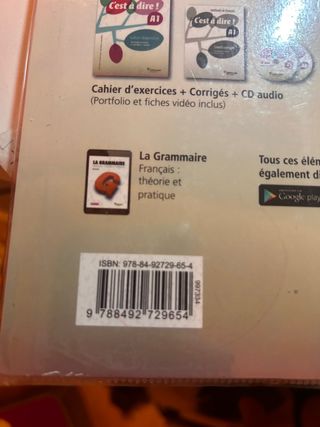 C'est à dire !
A1
C'est à dire !
A1
Cahier d'exercices + Corrigés + CD audio
(Portfolio et fiches vidéo inclus)
LA GRAMMAIRE
G
La Grammaire
Français :
théorie et
pratique
Tous ces élém
également di
Google play
ISBN: 978-84-92729-65-4
997334
9 788492 729654